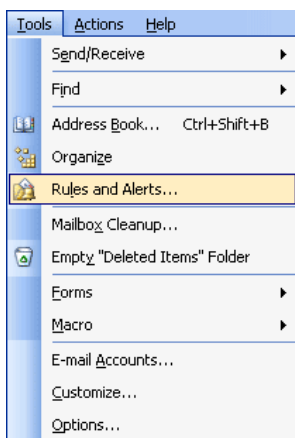 Tools Actions Help
Send/Receive
Find
Address Book... Ctrl+Shift+B
Organize
Rules and Alerts...
Mailbox Cleanup...
Empty "Deleted Items" Folder
Forms
Macro
E-mail Accounts...
Customize...
Options...